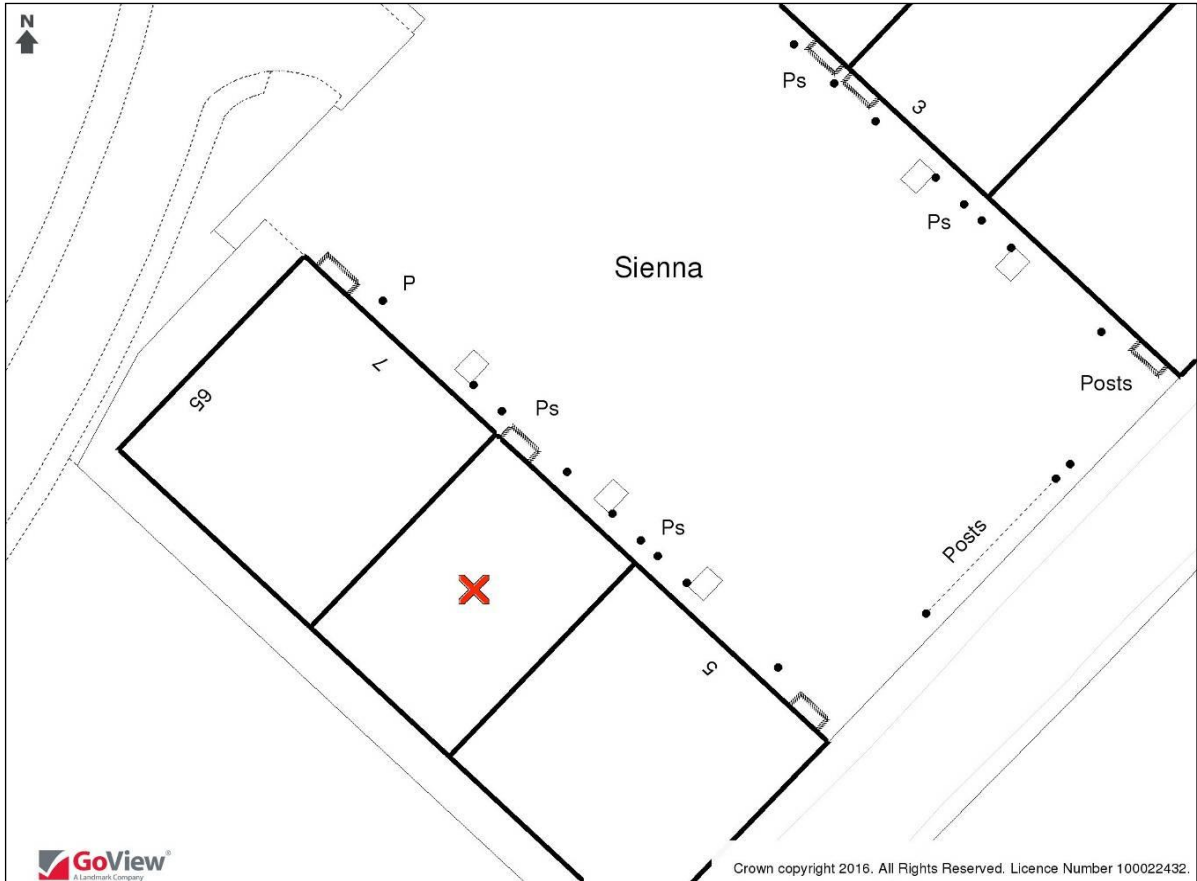 N
Ps
3
Ps
Sienna
P
7
65
Ps
Posts
Ps
Posts
5
GoView®
A Landmark Company
Crown copyright 2016. All Rights Reserved. Licence Number 100022432.